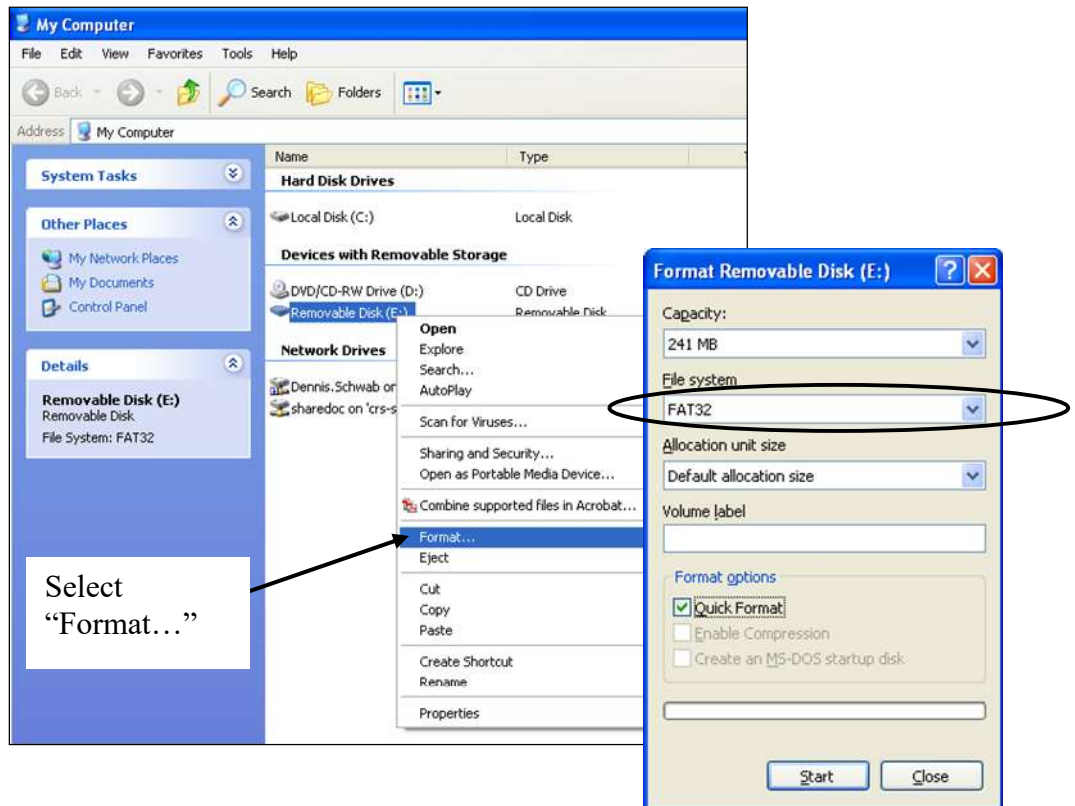 My Computer
File Edit View Favorites Tools Help
Back Search Folders
Address My Computer
Name Type
System Tasks
Hard Disk Drives
Other Places
Local Disk (C:) Local Disk
My Network Places
My Documents
Control Panel
Devices with Removable Storage
DVD/CD-RW Drive (D:) CD Drive
Removable Disk (E:) Removable Disk
Details
Removable Disk (E:)
Removable Disk
File System: FAT32
Network Drives
Dennis.Schwab or
sharedoc on 'crs-s
Open
Explore
Search...
AutoPlay
Scan for Viruses...
Sharing and Security...
Open as Portable Media Device...
Combine supported files in Acrobat...
Format...
Eject
Cut
Copy
Paste
Create Shortcut
Rename
Properties
Select
“Format…”
Format Removable Disk (E:)
Capacity:
241 MB
File system
FAT32
Allocation unit size
Default allocation size
Volume label
Format options
Quick Format
Enable Compression
Create an MS-DOS startup disk
Start Close